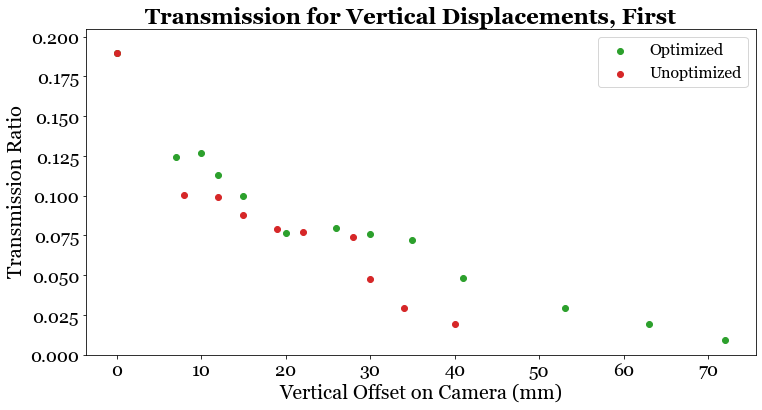 Transmission for Vertical Displacements, First
Optimized
Unoptimized
Transmission Ratio
0.200
0.175
0.150
0.125
0.100
0.075
0.050
0.025
0.000
0 10 20 30 40 50 60 70
Vertical Offset on Camera (mm)